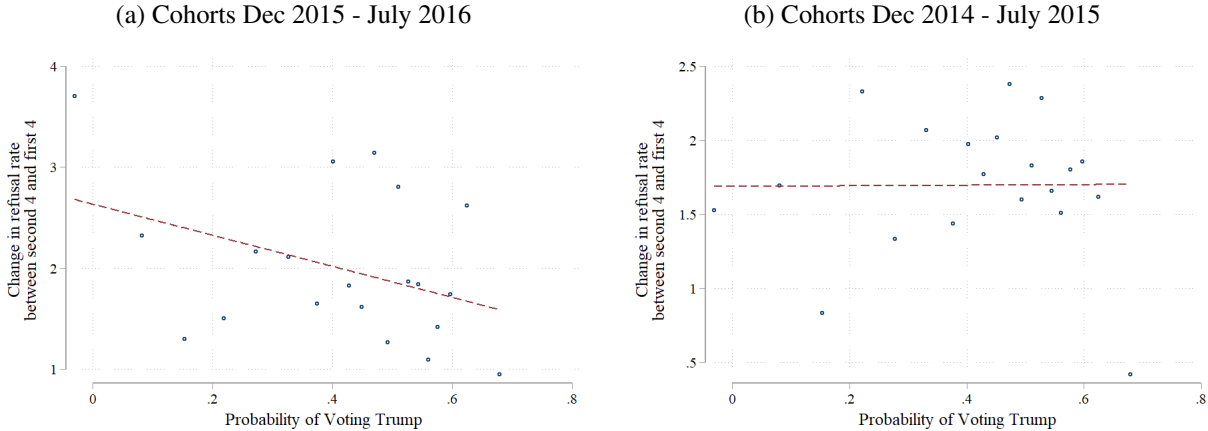 (a) Cohorts Dec 2015 - July 2016
Change in refusal rate
between second 4 and first 4
4
3
2
1
0
.2
.4
.6
.8
Probability of Voting Trump
(b) Cohorts Dec 2014 - July 2015
Change in refusal rate
between second 4 and first 4
2.5
2
1.5
1
.5
0
.2
.4
.6
.8
Probability of Voting Trump